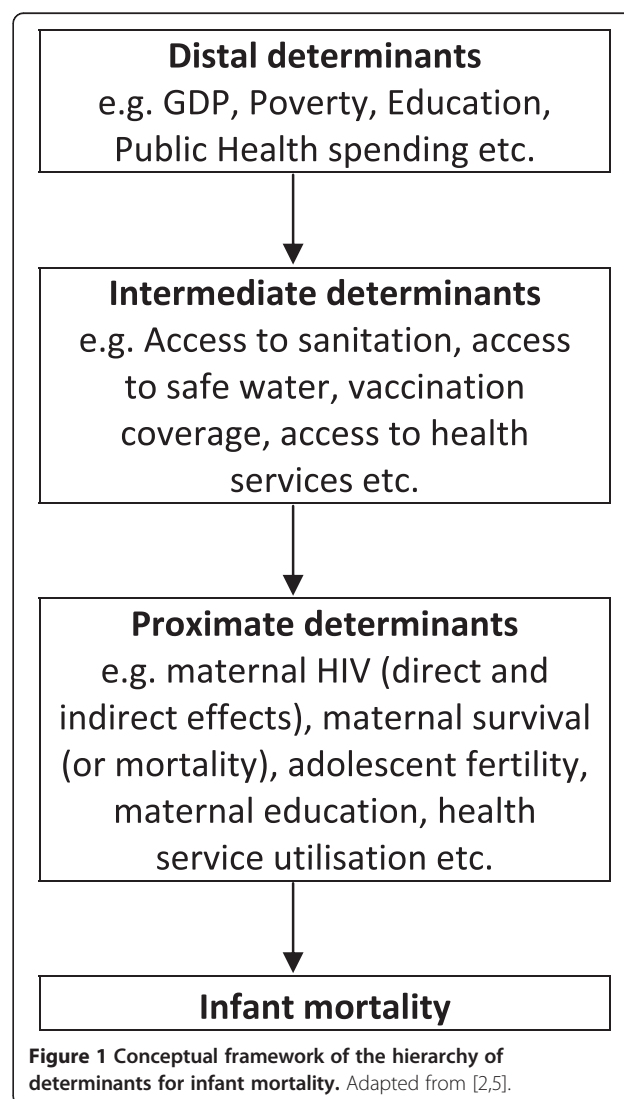 Distal determinants
e.g. GDP, Poverty, Education,
Public Health spending etc.
Intermediate determinants
e.g. Access to sanitation, access
to safe water, vaccination
coverage, access to health
services etc.
Proximate determinants
e.g. maternal HIV (direct and
indirect effects), maternal survival
(or mortality), adolescent fertility,
maternal education, health
service utilisation etc.
Infant mortality
Figure 1 Conceptual framework of the hierarchy of
determinants for infant mortality. Adapted from [2,5].